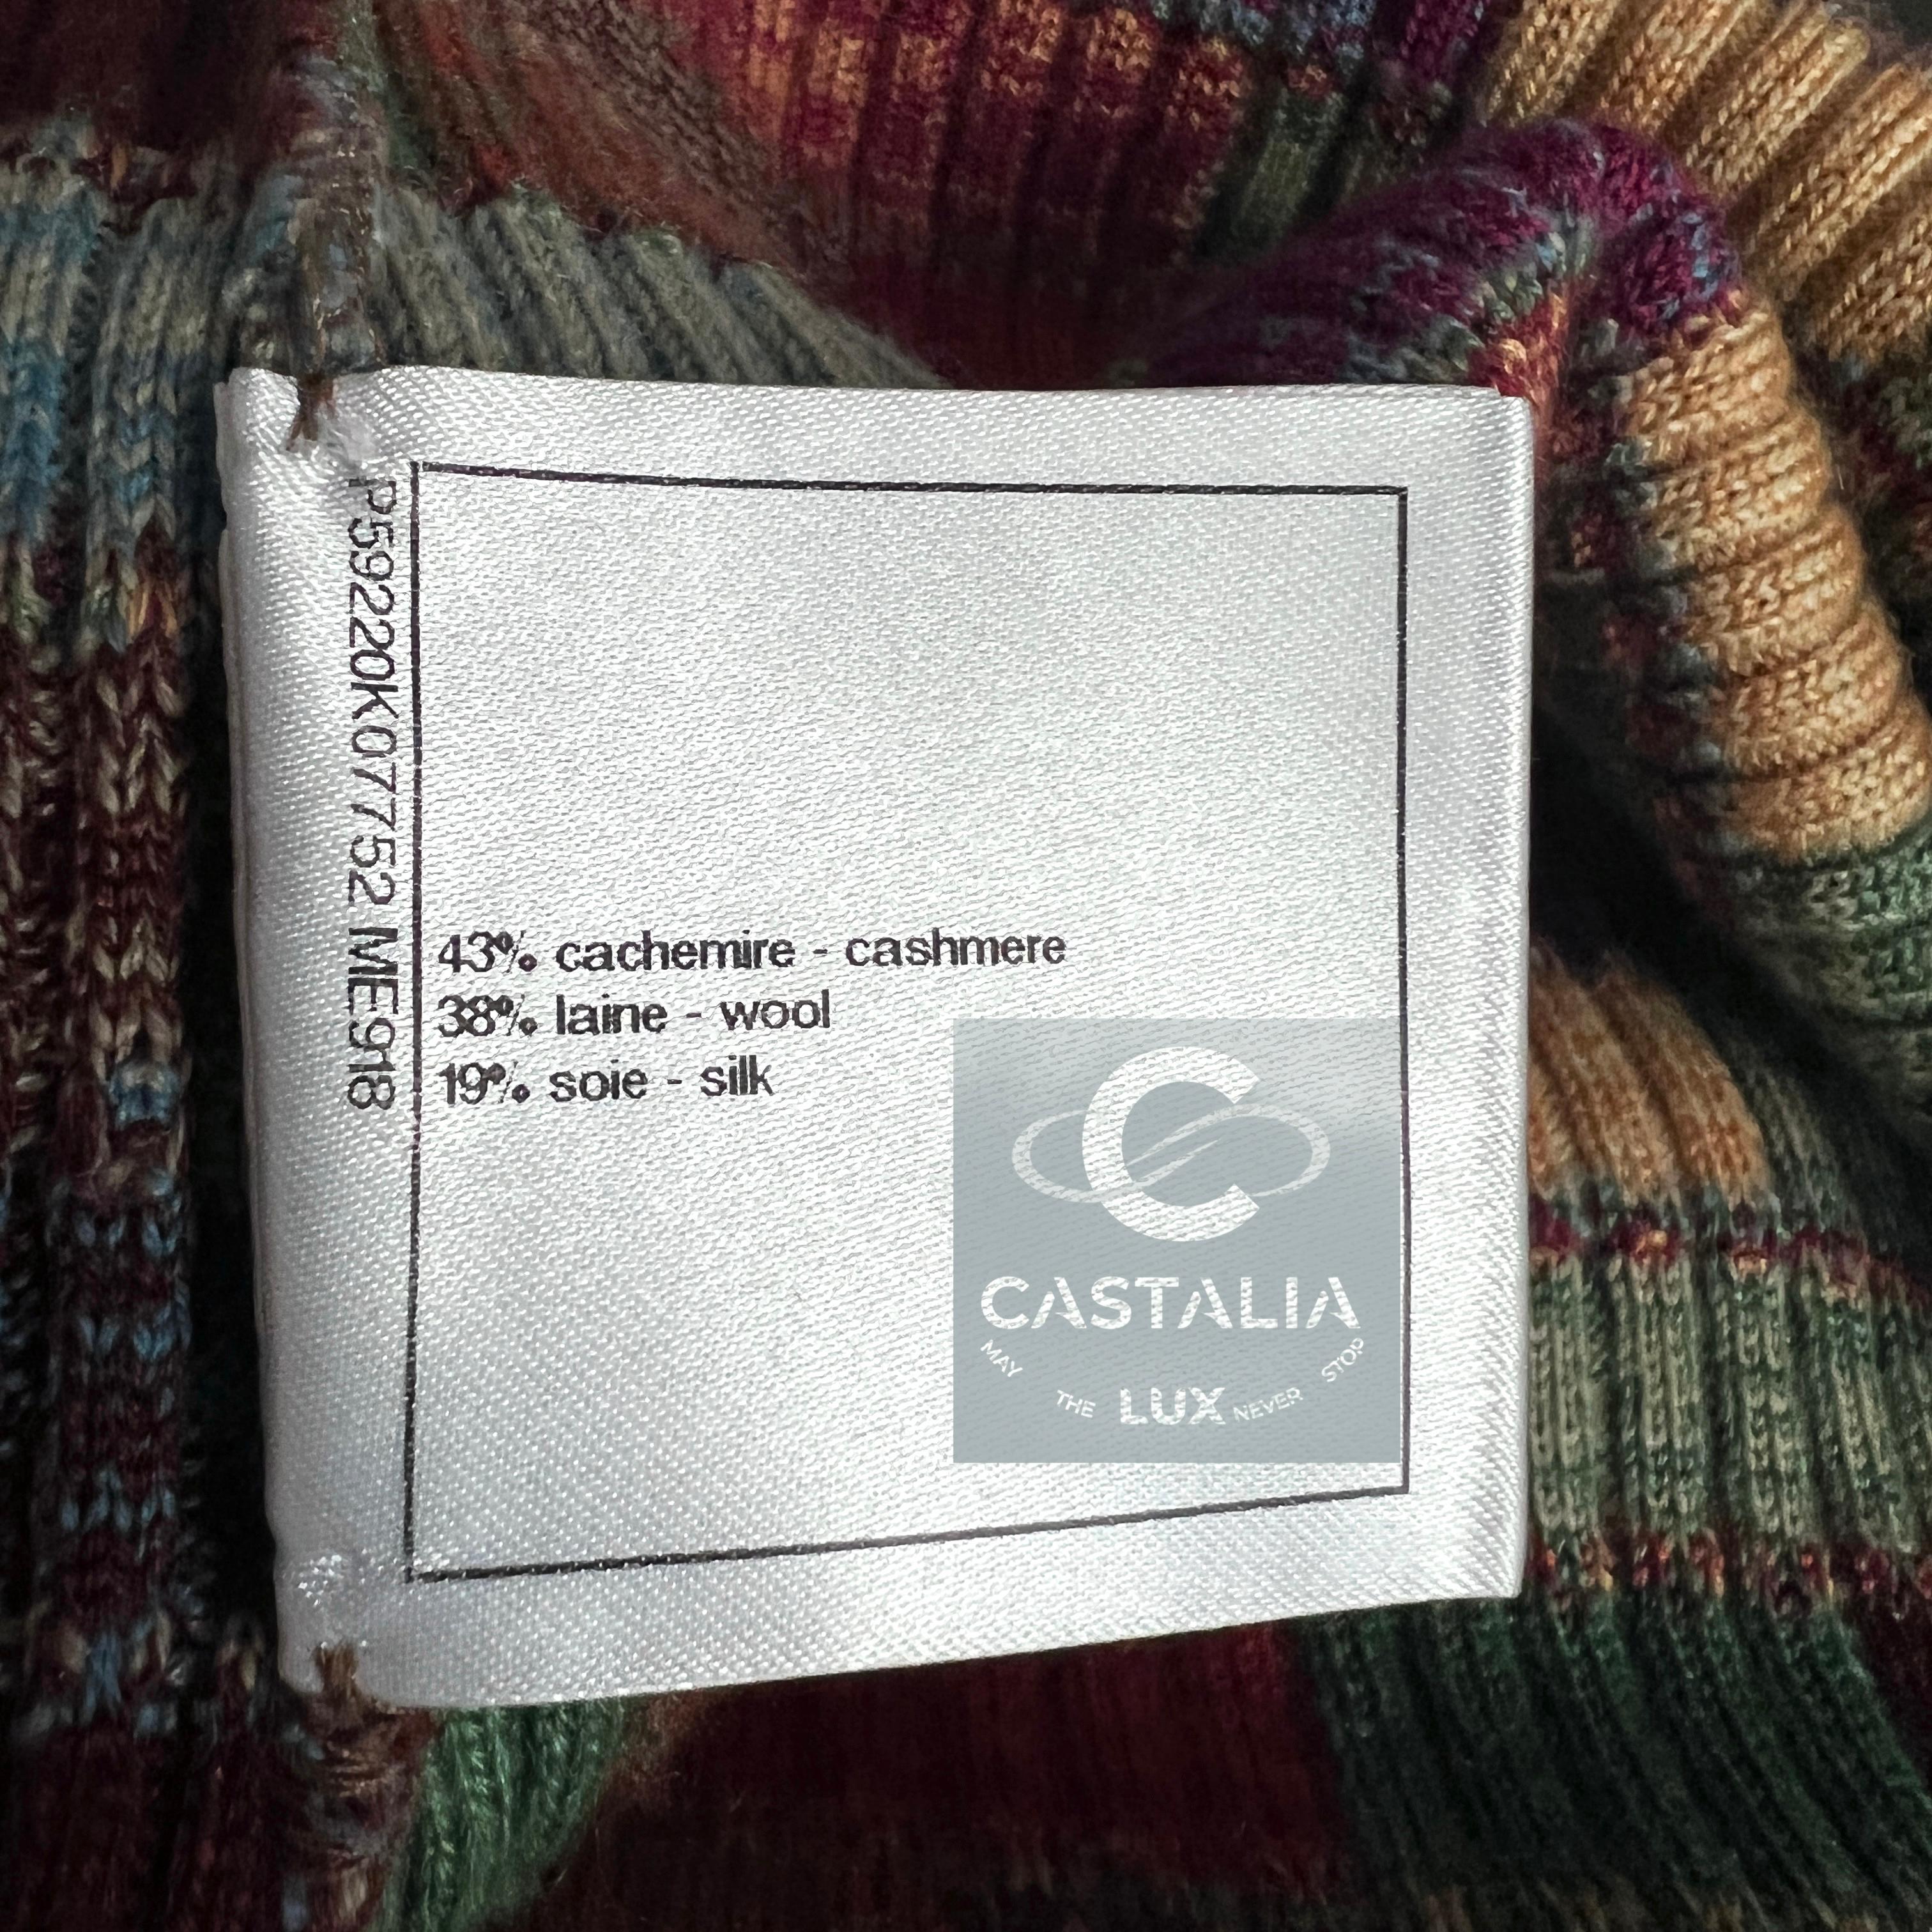 P59220K07752 ME918
43% cachemire - cashmere
38% laine - wool
19% soie - silk
C
CASTALIA
MAY THE LUX NEVER STOP